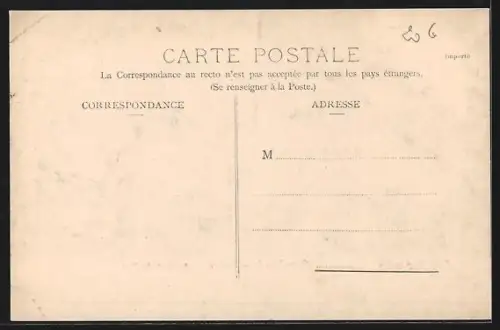 CARTE POSTALE
La Correspondance au recto n'est pas acceptée par tous les pays étrangers.
(Se renseigner à la Poste.)
CORRESPONDANCE
ADRESSE
M